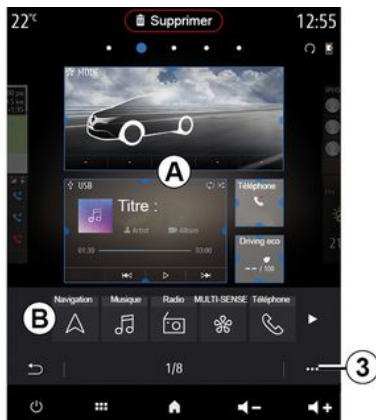 22°C
Supprimer
12:55
MODE
A
USB
Titre :
Artist
Album
01:30
03:00
Téléphone
Driving eco
-- / 100
B
Navigation
Musique
Radio
MULTI-SENSE
Téléphone
1/8
3